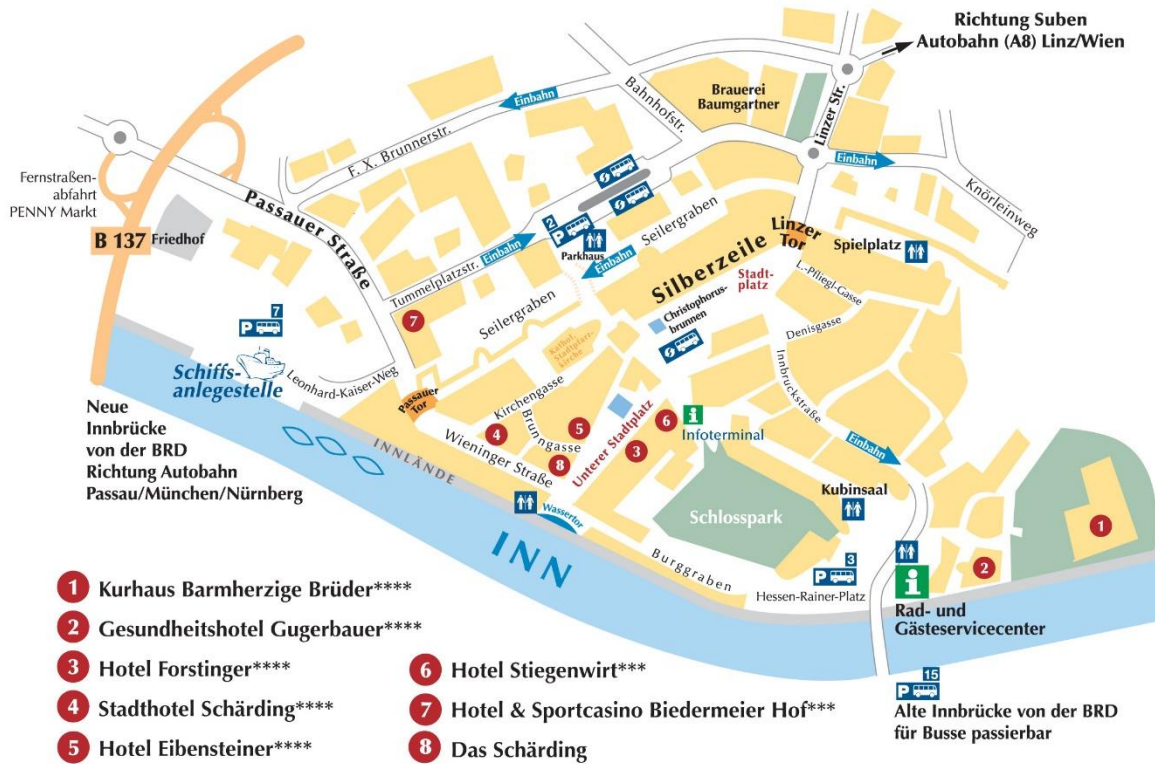 Richtung Suben
Autobahn (A8) Linz/Wien
Brauerei
Baumgartner
Linzer Str.
Bahnhofstr.
Einbahn
F. X. Brunnerstr.
Einbahn
Knörleinweg
Fernstraßen-
abfahrt
PENNY Markt
B 137
Friedhof
Passauer Straße
2
P
Parkhaus
Seilergraben
Einbahn
Einbahn
Tummelplatzstr.
Silberzeile
Linzer
Tor
Spielplatz
Stadt-
platz
L.-Pfliegl-Gasse
Christophorus-
brunnen
Denisgasse
Innbruckstraße
Seilergraben
7
7
P
Schiffs-
anlegestelle
Leonhard-Kaiser-Weg
Kathol.
Stadtpfarr-
kirche
Passauer
Tor
Kirchengasse
Brunngasse
4
5
8
6
3
Unterer Stadtplatz
i
Infoterminal
Einbahn
Wieninger Straße
Neue
Innbrücke
von der BRD
Richtung Autobahn
Passau/München/Nürnberg
INNLÄNDE
Wassertor
INN
Schlosspark
Kubinsaal
1
2
Burggraben
3
P
Hessen-Rainer-Platz
i
Rad- und
Gästeservicecenter
15
P
Alte Innbrücke von der BRD
für Busse passierbar
1 Kurhaus Barmherzige Brüder****
2 Gesundheitshotel Gugerbauer****
3 Hotel Forstinger****
4 Stadthotel Schärding****
5 Hotel Eibensteiner****
6 Hotel Stiegenwirt***
7 Hotel & Sportcasino Biedermeier Hof***
8 Das Schärding